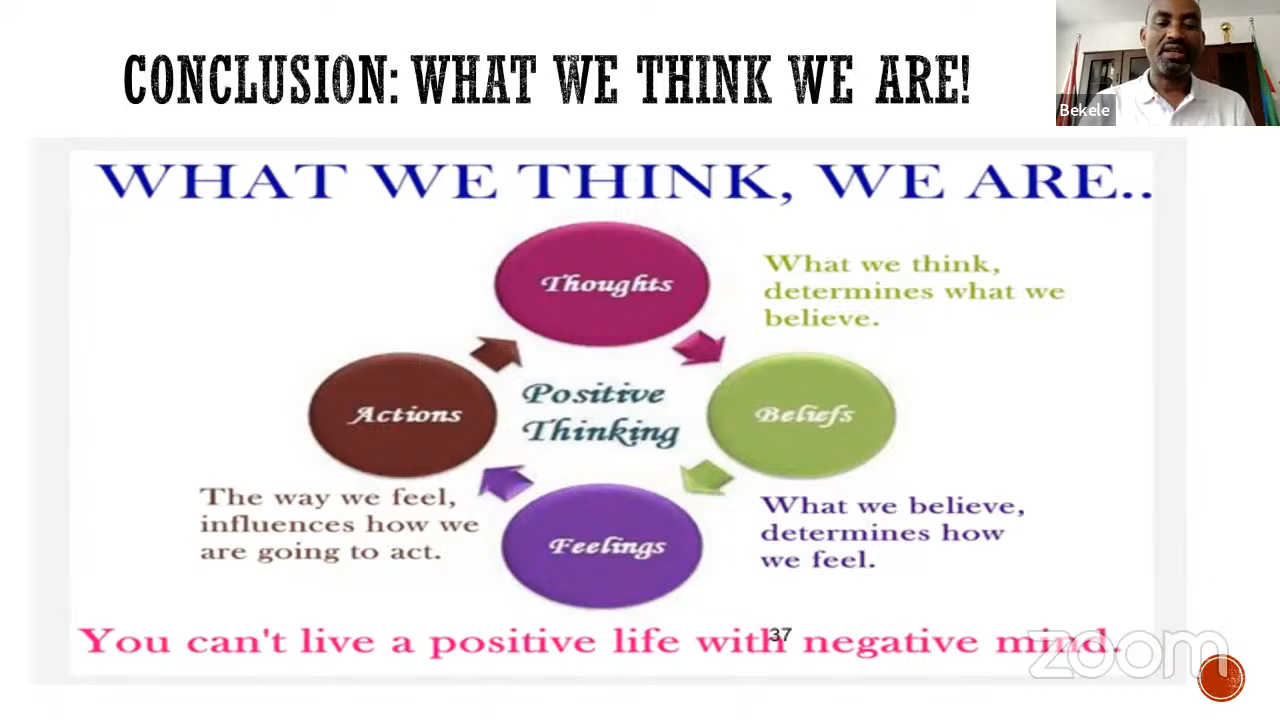 CONCLUSION: WHAT WE THINK WE ARE!
Bekele
WHAT WE THINK, WE ARE..
Thoughts
What we think,
determines what we
believe.
Actions
Positive
Thinking
Beliefs
The way we feel,
influences how we
are going to act.
Feelings
What we believe,
determines how
we feel.
You can't live a positive life with negative mind.
37
zoom